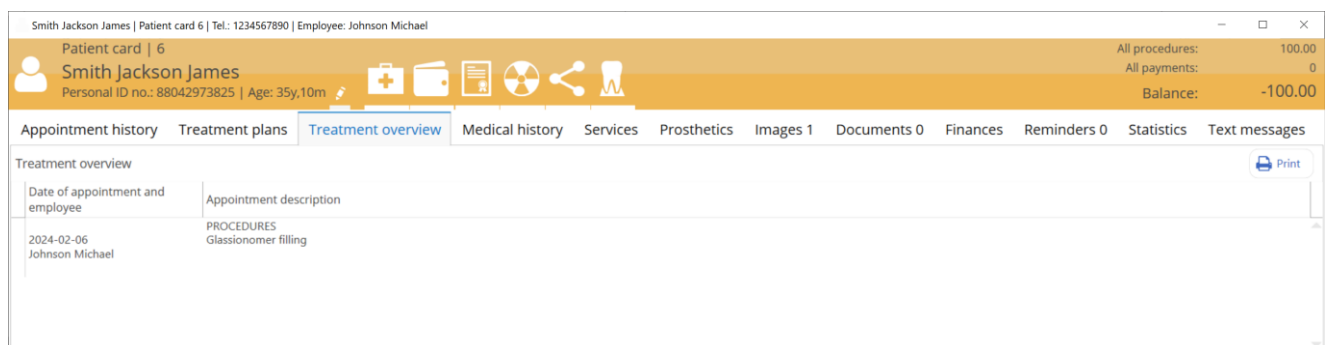 Smith Jackson James | Patient card 6 | Tel.: 1234567890 | Employee: Johnson Michael
Patient card | 6
Smith Jackson James
Personal ID no.: 88042973825 | Age: 35y,10m
All procedures: 100.00
All payments: 0
Balance: -100.00
Appointment history Treatment plans Treatment overview Medical history Services Prosthetics Images 1 Documents 0 Finances Reminders 0 Statistics Text messages
Treatment overview
Print
Date of appointment and
employee
Appointment description
2024-02-06
Johnson Michael
PROCEDURES
Glassionomer filling